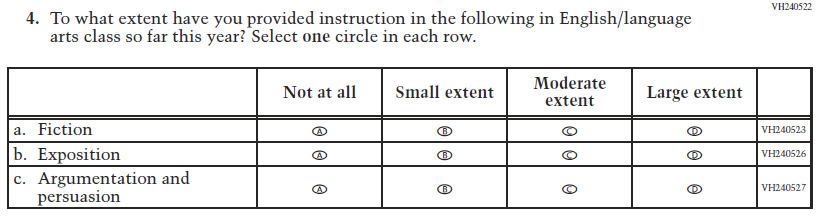 VH240522
4. To what extent have you provided instruction in the following in English/language
arts class so far this year? Select one circle in each row.
Not at all Small extent Moderate extent Large extent
a. Fiction A B C D VH240523
b. Exposition A B C D VH240526
c. Argumentation and
persuasion A B C D VH240527